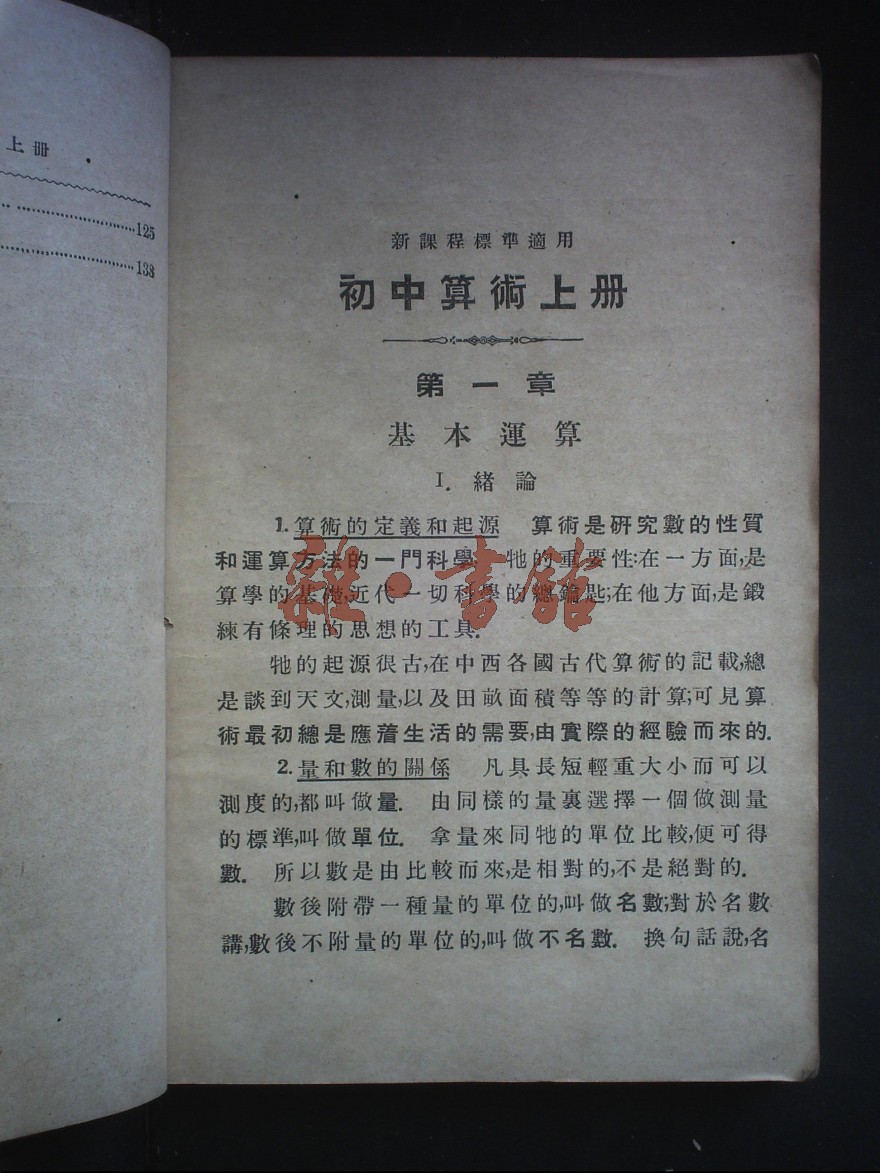 上册
125
138
新課程標準適用
初中算術上册
第一章
基本運算
I. 緒論
1. 算術的定義和起源 算術是研究數的性質
和運算方法的一門科學. 牠的重要性:在一方面,是
算學的基礎,近代一切科學的總鑰匙;在他方面,是鍛
練有條理的思想的工具.
牠的起源很古,在中西各國古代算術的記載,總
是談到天文,測量,以及田畝面積等等的計算;可見算
術最初總是應着生活的需要,由實際的經驗而來的.
2. 量和數的關係 凡具長短輕重大小而可以
測度的,都叫做量. 由同樣的量裏選擇一個做測量
的標準,叫做單位. 拿量來同牠的單位比較,便可得
數. 所以數是由比較而來,是相對的,不是絕對的.
數後附帶一種量的單位的,叫做名數;對於名數
講,數後不附量的單位的,叫做不名數. 換句話說,名
雜·書館